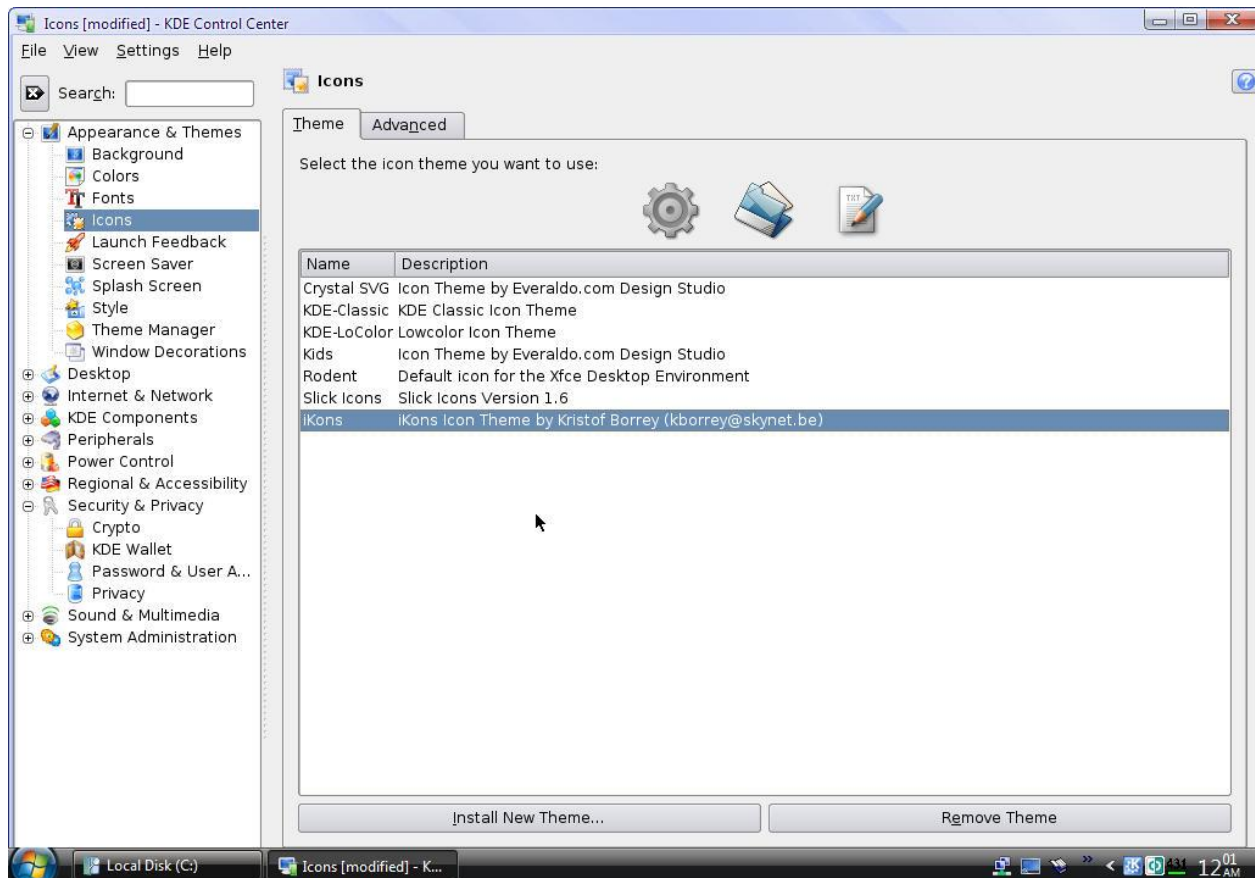 Icons [modified] - KDE Control Center
File View Settings Help
Search:
Appearance & Themes
Background
Colors
Fonts
Icons
Launch Feedback
Screen Saver
Splash Screen
Style
Theme Manager
Window Decorations
Desktop
Internet & Network
KDE Components
Peripherals
Power Control
Regional & Accessibility
Security & Privacy
Crypto
KDE Wallet
Password & User A...
Privacy
Sound & Multimedia
System Administration
Icons
Theme Advanced
Select the icon theme you want to use:
TXT
Name Description
Crystal SVG Icon Theme by Everaldo.com Design Studio
KDE-Classic KDE Classic Icon Theme
KDE-LoColor Lowcolor Icon Theme
Kids Icon Theme by Everaldo.com Design Studio
Rodent Default icon for the Xfce Desktop Environment
Slick Icons Slick Icons Version 1.6
iKons iKons Icon Theme by Kristof Borrey (kborrey@skynet.be)
Install New Theme... Remove Theme
Local Disk (C:) Icons [modified] - K... 431 12 01 AM